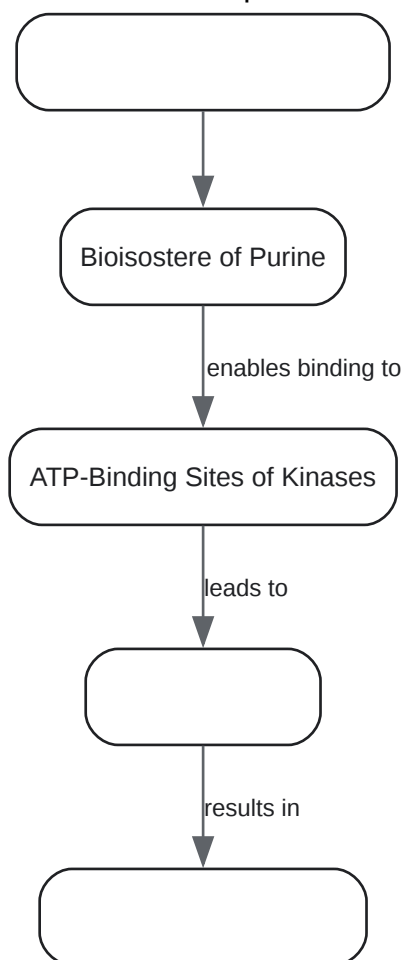 Bioisostere of Purine
enables binding to
ATP-Binding Sites of Kinases
leads to
results in